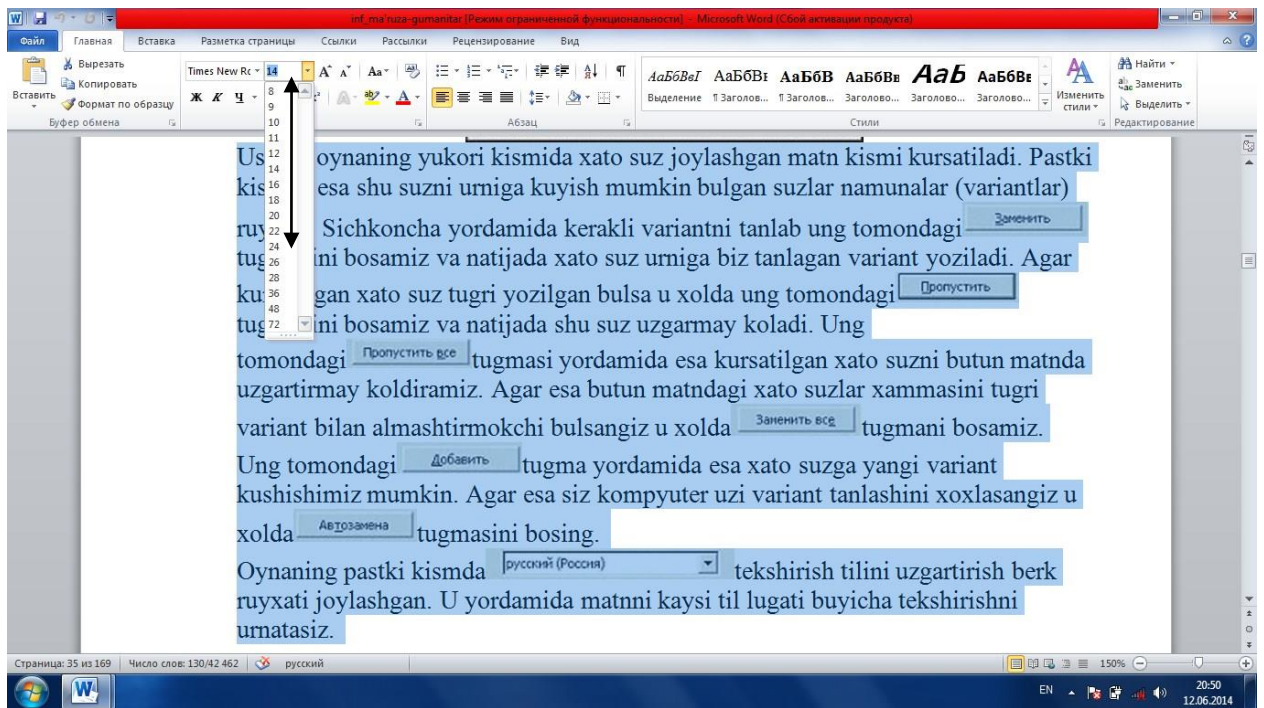 inf_ma'ruza-gumanitar [Режим ограниченной функциональности] - Microsoft Word (Сбой активации продукта)
Файл Главная Вставка Разметка страницы Ссылки Рассылки Рецензирование Вид
Вставить
Вырезать
Копировать
Формат по образцу
Буфер обмена
Times New Rc 14
Ж К Ч
8
9
10
11
12
14
16
18
20
22
24
26
28
36
48
72
Абзац
АаБбВвГ АаБбВі АаБбВ АаБбВв АаБ АаБбВв
Выделение ¶ Заголов... ¶ Заголов... Заголово... Заголово... Заголово...
Изменить стили
Стили
Найти
Заменить
Выделить
Редактирование
Us oynaning yukori kismida xato suz joylashgan matn kismi kursatiladi. Pastki
kis esa shu suzni urniga kuyish mumkin bulgan suzlar namunalar (variantlar)
ruy Sichkoncha yordamida kerakli variantni tanlab ung tomondagi Заменить
tug ini bosamiz va natijada xato suz urniga biz tanlagan variant yoziladi. Agar
ku gan xato suz tugri yozilgan bulsa u xolda ung tomondagi Пропустить
tug ini bosamiz va natijada shu suz uzgarmay koladi. Ung
tomondagi Пропустить все tugmasi yordamida esa kursatilgan xato suzni butun matnda
uzgartirmay koldiramiz. Agar esa butun matndagi xato suzlar xammasini tugri
variant bilan almashtirmokchi bulsangiz u xolda Заменить все tugmani bosamiz.
Ung tomondagi Добавить tugma yordamida esa xato suzga yangi variant
kushishimiz mumkin. Agar esa siz kompyuter uzi variant tanlashini xoxlasangiz u
xolda Автозамена tugmasini bosing.
Oynaning pastki kismda русский (Россия) tekshirish tilini uzgartirish berk
ruyxati joylashgan. U yordamida matnni kaysi til lugati buyicha tekshirishni
urnatasiz.
Страница: 35 из 169 Число слов: 130/42 462 русский 150%
EN 20:50
12.06.2014